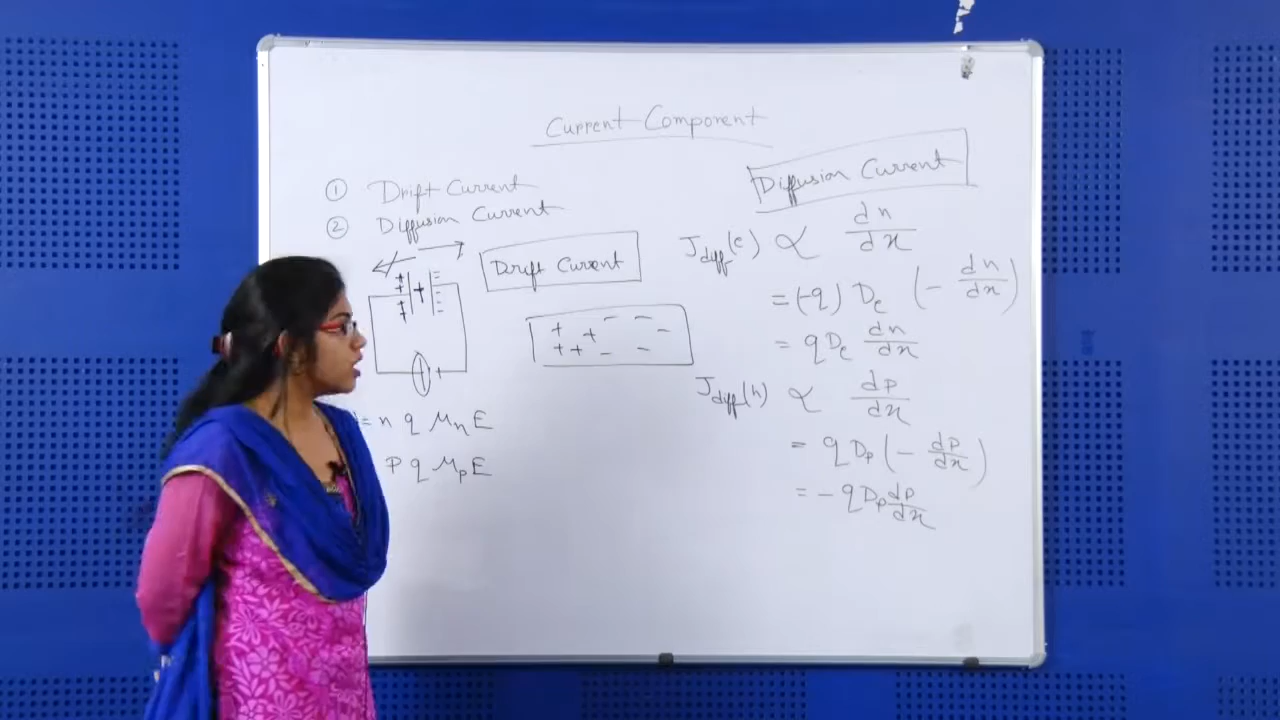 Current Component
① Drift Current
② Diffusion Current
Drift Current
+ + + - - -
+ + - - -
= n q μn E
P q μp E
Diffusion Current
Jdiff(e) ∝ dn/dx
= (-q) De (- dn/dx)
= qDe dn/dx
Jdiff(h) ∝ dp/dx
= q Dp (- dp/dx)
= - q Dp dp/dx